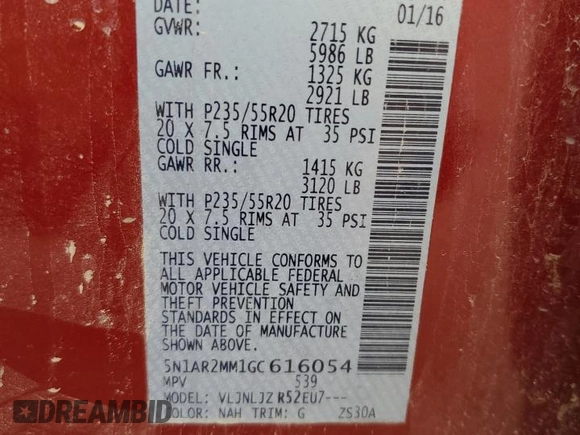 DATE: 01/16
GVWR: 2715 KG
5986 LB
GAWR FR.: 1325 KG
2921 LB
WITH P235/55R20 TIRES
20 X 7.5 RIMS AT 35 PSI
COLD SINGLE
GAWR RR.: 1415 KG
3120 LB
WITH P235/55R20 TIRES
20 X 7.5 RIMS AT 35 PSI
COLD SINGLE
THIS VEHICLE CONFORMS TO
ALL APPLICABLE FEDERAL
MOTOR VEHICLE SAFETY AND
THEFT PREVENTION
STANDARDS IN EFFECT ON
THE DATE OF MANUFACTURE
SHOWN ABOVE.
5N1AR2MM1GC616054
MPV 539
MODEL: VLJNLJZ R52EU7---
COLOR: NAH TRIM: G ZS30A
SOLD BIDFAX